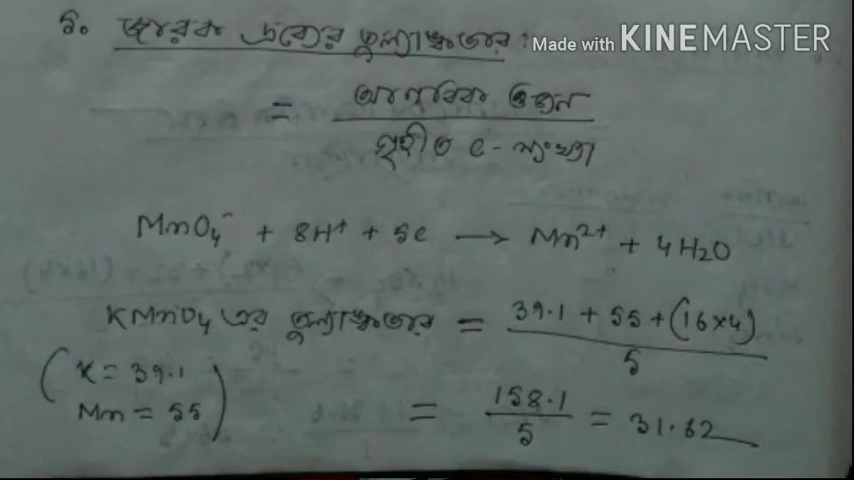 ৫. জারক দ্রব্যের তুল্যাঙ্কভার :
Made with KINEMASTER
= আণবিক ওজন
গৃহীত e- সংখ্যা
MnO₄⁻ + 8H⁺ + 5e ⟶ Mn²⁺ + 4H₂O
KMnO₄ এর তুল্যাঙ্কভার = 39.1 + 55 + (16×4)
5
(K = 39.1
Mn = 55)
= 158.1 / 5 = 31.62